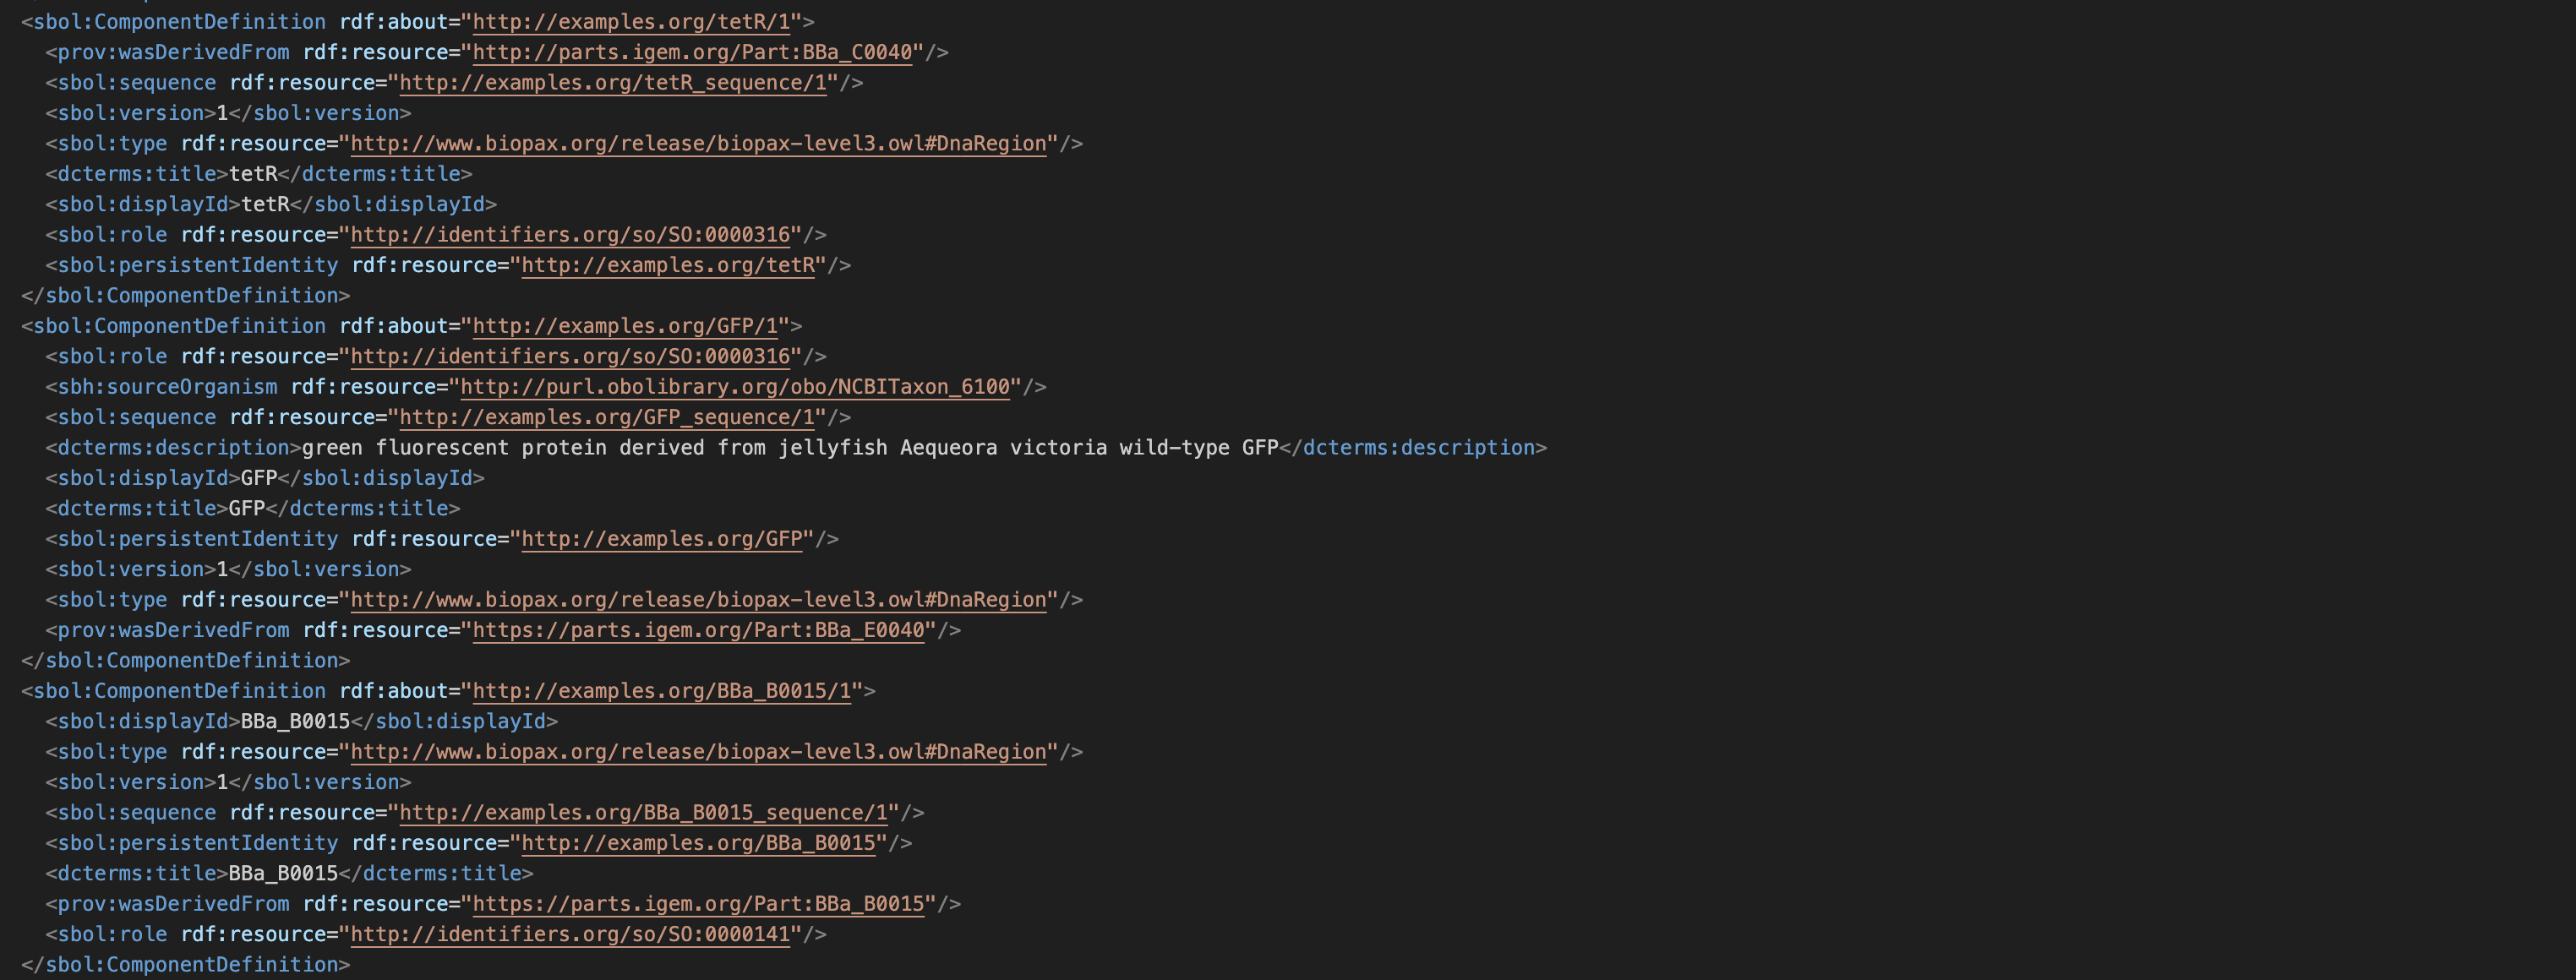 <sbol:ComponentDefinition rdf:about="http://examples.org/tetR/1">
<prov:wasDerivedFrom rdf:resource="http://parts.igem.org/Part:BBa_C0040"/>
<sbol:sequence rdf:resource="http://examples.org/tetR_sequence/1"/>
<sbol:version>1</sbol:version>
<sbol:type rdf:resource="http://www.biopax.org/release/biopax-level3.owl#DnaRegion"/>
<dcterms:title>tetR</dcterms:title>
<sbol:displayId>tetR</sbol:displayId>
<sbol:role rdf:resource="http://identifiers.org/so/SO:0000316"/>
<sbol:persistentIdentity rdf:resource="http://examples.org/tetR"/>
</sbol:ComponentDefinition>
<sbol:ComponentDefinition rdf:about="http://examples.org/GFP/1">
<sbol:role rdf:resource="http://identifiers.org/so/SO:0000316"/>
<sbh:sourceOrganism rdf:resource="http://purl.obolibrary.org/obo/NCBITaxon_6100"/>
<sbol:sequence rdf:resource="http://examples.org/GFP_sequence/1"/>
<dcterms:description>green fluorescent protein derived from jellyfish Aequeora victoria wild-type GFP</dcterms:description>
<sbol:displayId>GFP</sbol:displayId>
<dcterms:title>GFP</dcterms:title>
<sbol:persistentIdentity rdf:resource="http://examples.org/GFP"/>
<sbol:version>1</sbol:version>
<sbol:type rdf:resource="http://www.biopax.org/release/biopax-level3.owl#DnaRegion"/>
<prov:wasDerivedFrom rdf:resource="https://parts.igem.org/Part:BBa_E0040"/>
</sbol:ComponentDefinition>
<sbol:ComponentDefinition rdf:about="http://examples.org/BBa_B0015/1">
<sbol:displayId>BBa_B0015</sbol:displayId>
<sbol:type rdf:resource="http://www.biopax.org/release/biopax-level3.owl#DnaRegion"/>
<sbol:version>1</sbol:version>
<sbol:sequence rdf:resource="http://examples.org/BBa_B0015_sequence/1"/>
<sbol:persistentIdentity rdf:resource="http://examples.org/BBa_B0015"/>
<dcterms:title>BBa_B0015</dcterms:title>
<prov:wasDerivedFrom rdf:resource="https://parts.igem.org/Part:BBa_B0015"/>
<sbol:role rdf:resource="http://identifiers.org/so/SO:0000141"/>
</sbol:ComponentDefinition>